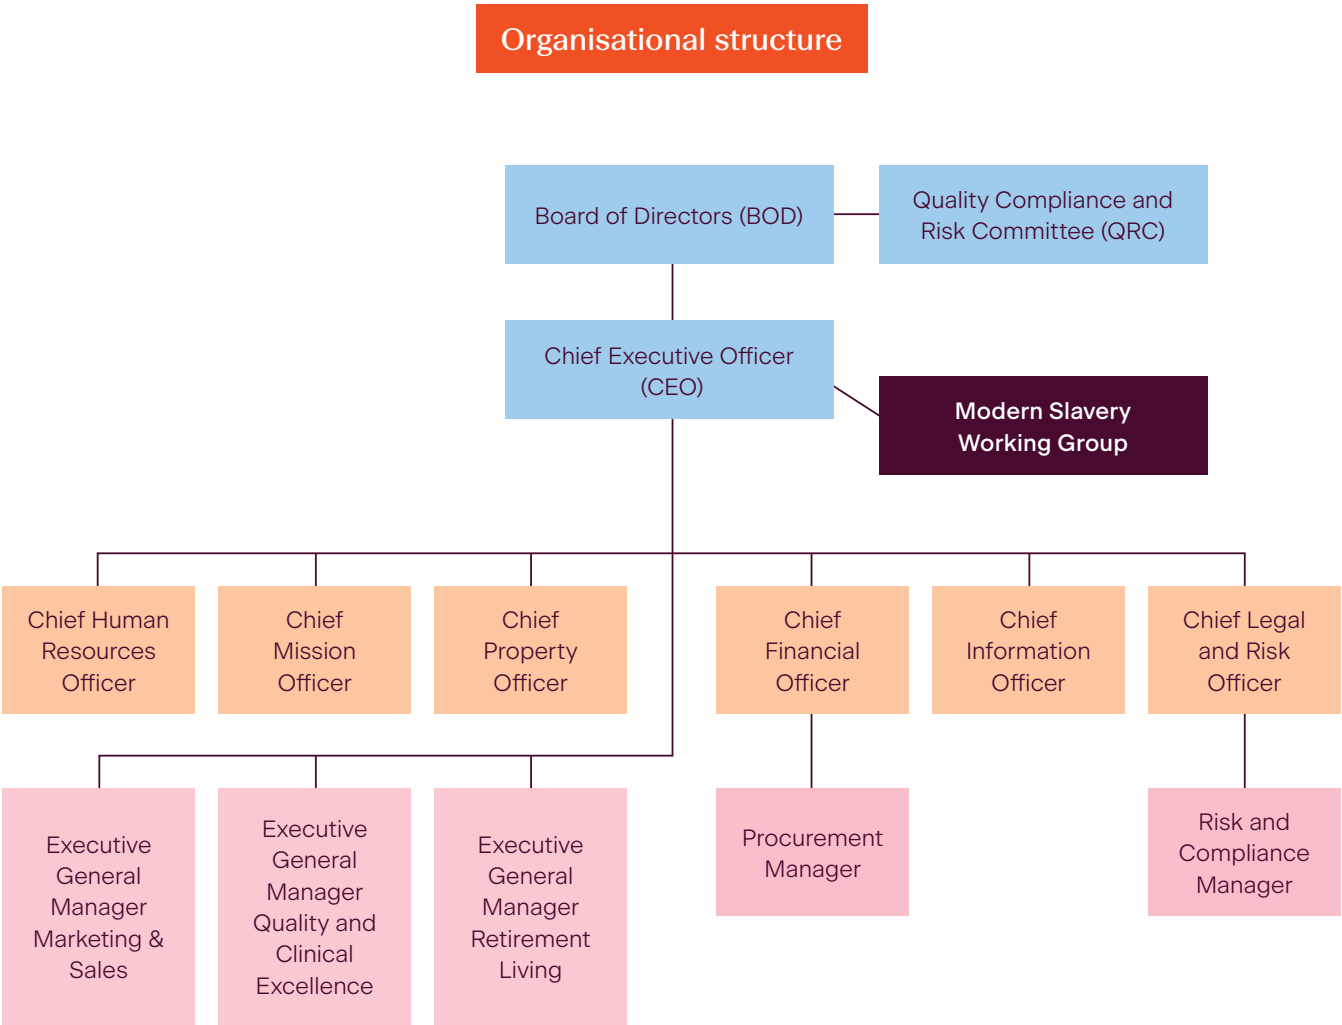 Organisational structure
Board of Directors (BOD)
Quality Compliance and
Risk Committee (QRC)
Chief Executive Officer
(CEO)
Modern Slavery
Working Group
Chief Human
Resources
Officer
Chief
Mission
Officer
Chief
Property
Officer
Chief
Financial
Officer
Chief
Information
Officer
Chief Legal
and Risk
Officer
Executive
General
Manager
Marketing &
Sales
Executive
General
Manager
Quality and
Clinical
Excellence
Executive
General
Manager
Retirement
Living
Procurement
Manager
Risk and
Compliance
Manager